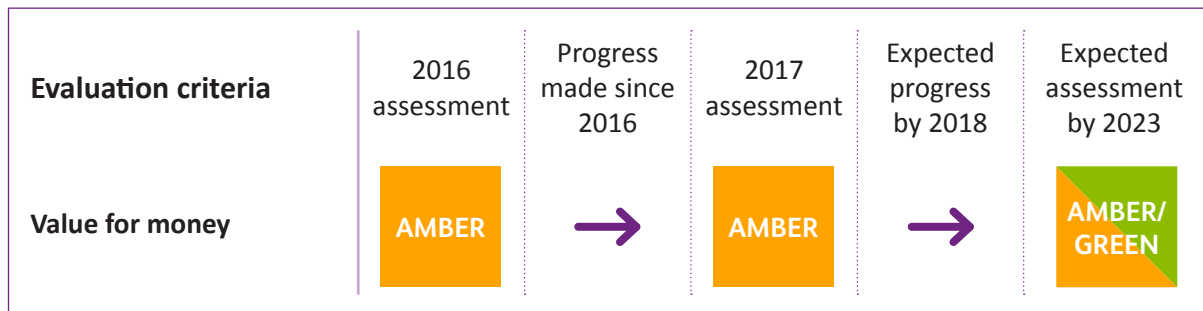 Evaluation criteria
2016
assessment
Progress
made since
2016
2017
assessment
Expected
progress
by 2018
Expected
assessment
by 2023
Value for money
AMBER
AMBER
AMBER/
GREEN